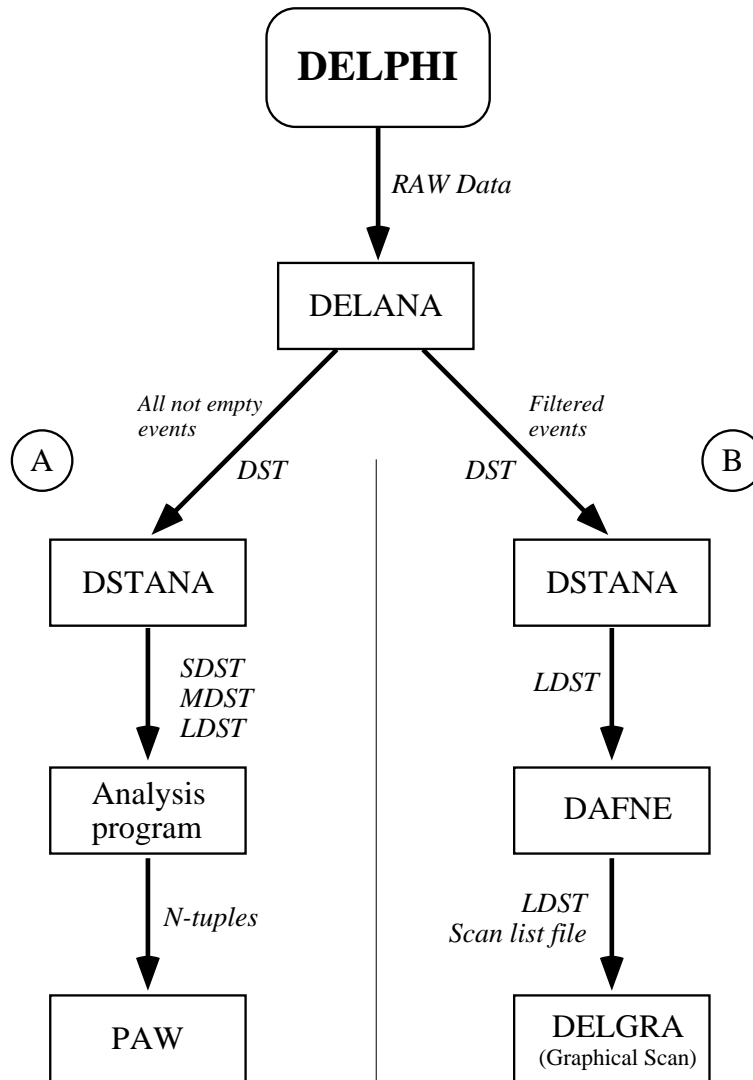 DELPHI
RAW Data
DELANA
All not empty
events
DST
Filtered
events
DST
A
B
DSTANA
DSTANA
SDST
MDST
LDST
LDST
Analysis
program
DAFNE
N-tuples
LDST
Scan list file
PAW
DELGRA
(Graphical Scan)